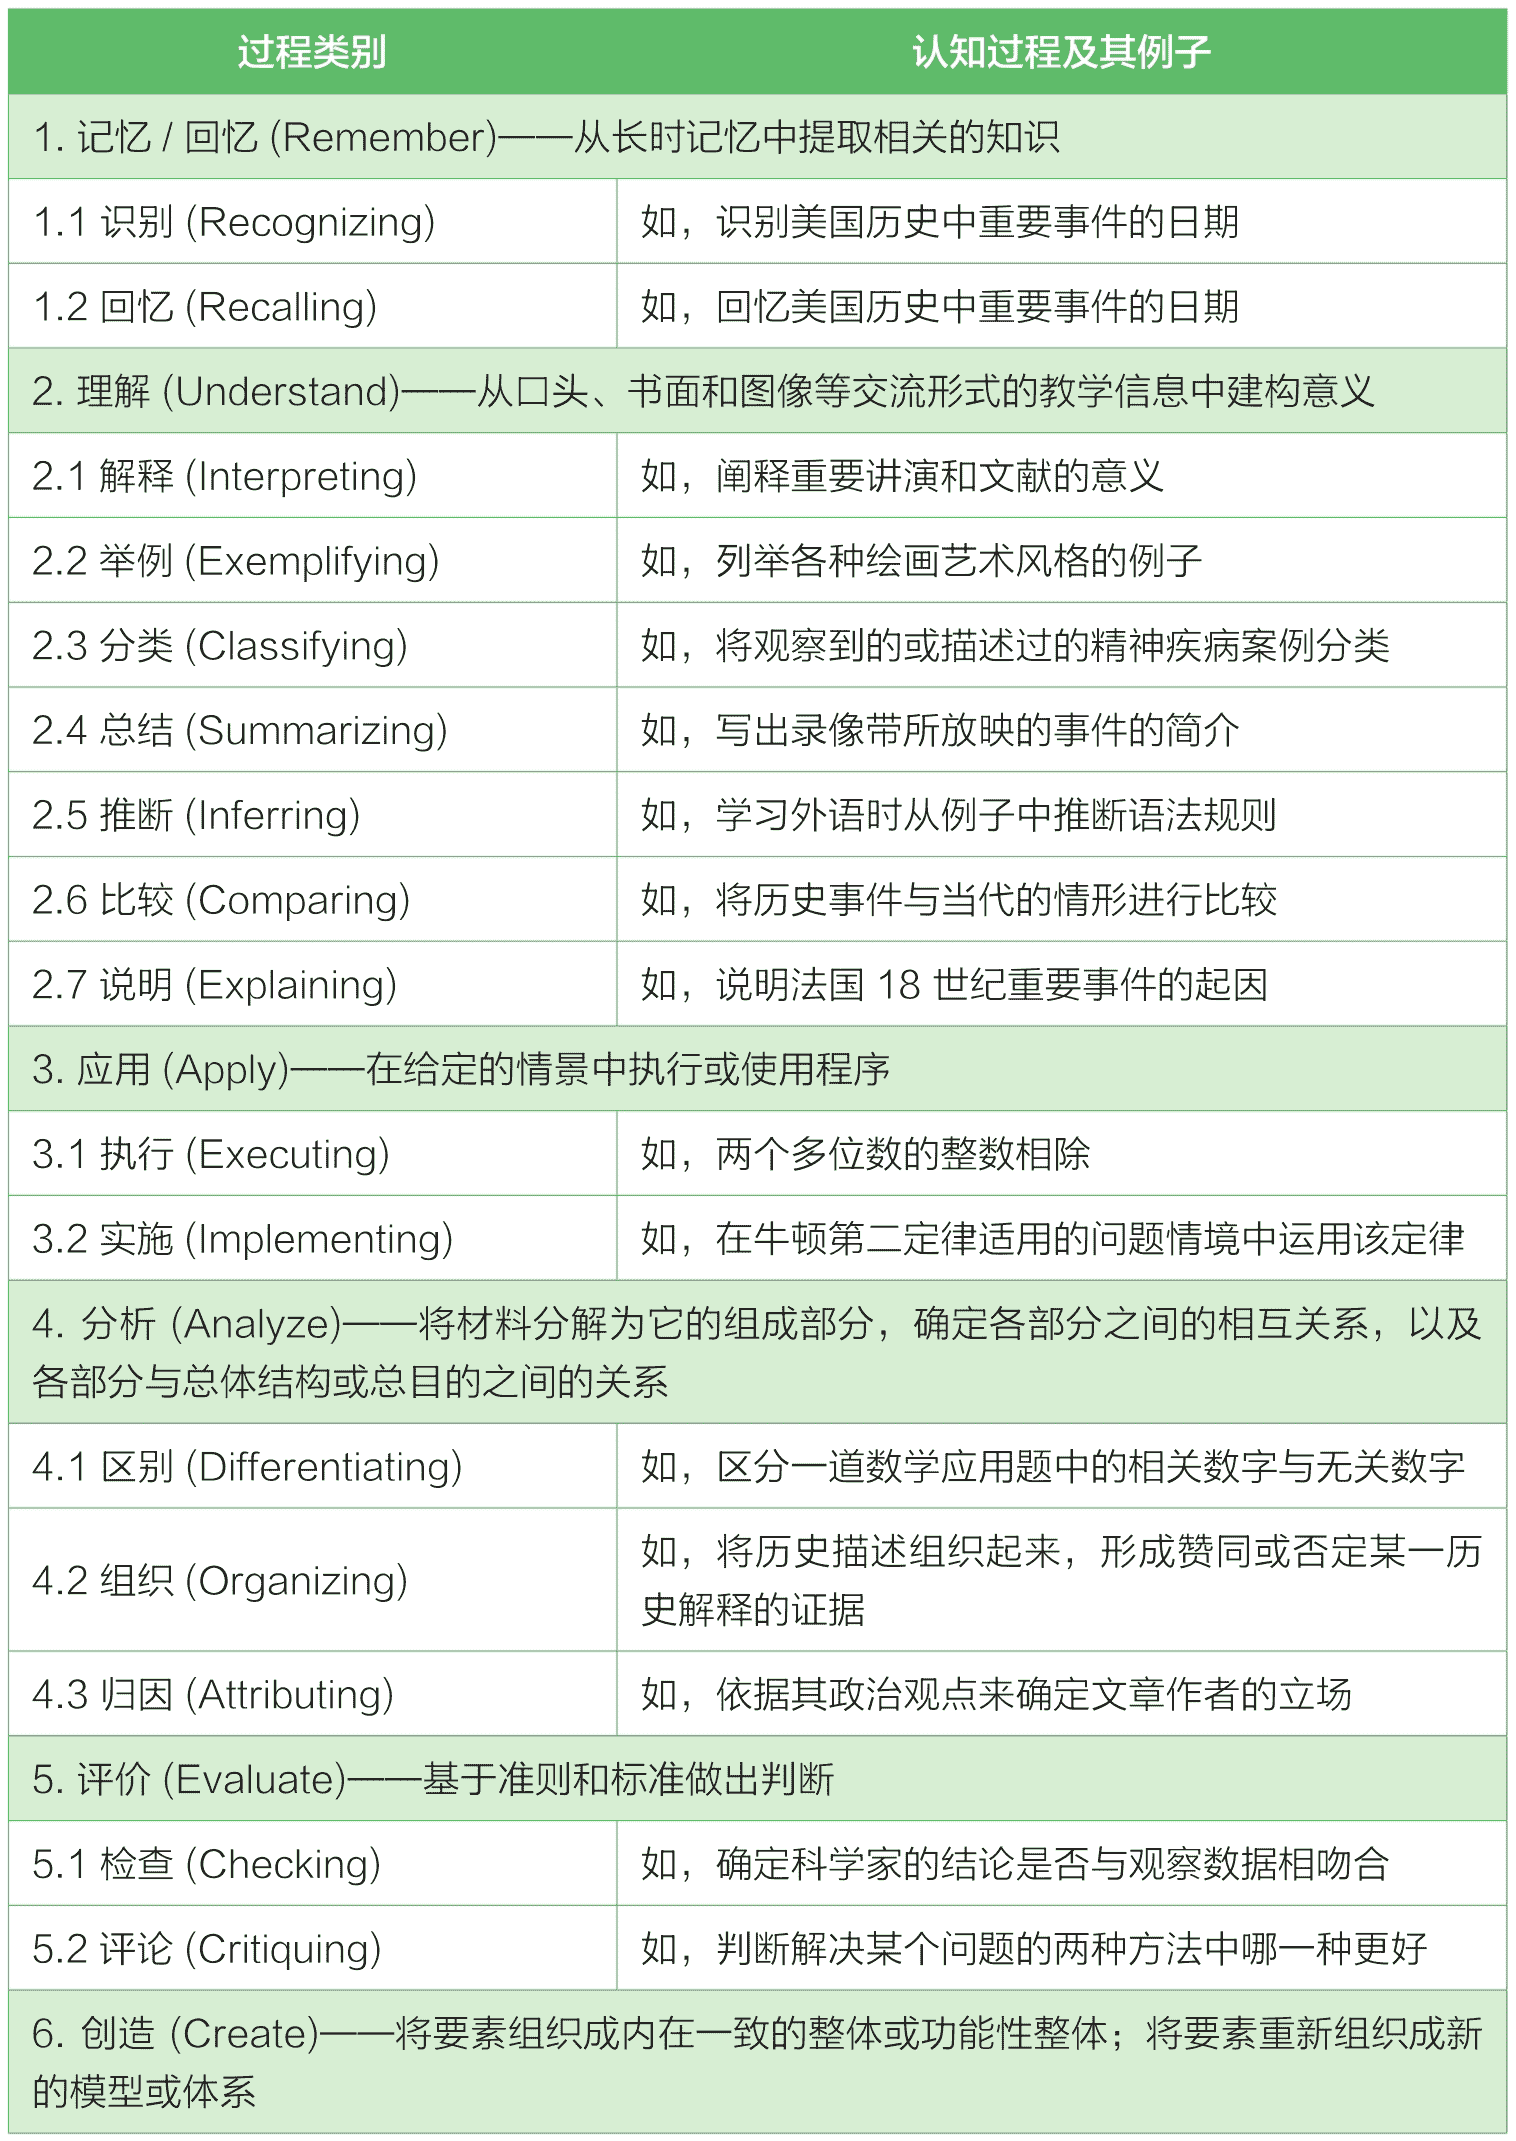 过程类别 认知过程及其例子
1. 记忆 / 回忆 (Remember)——从长时记忆中提取相关的知识
1.1 识别 (Recognizing) 如，识别美国历史中重要事件的日期
1.2 回忆 (Recalling) 如，回忆美国历史中重要事件的日期
2. 理解 (Understand)——从口头、书面和图像等交流形式的教学信息中建构意义
2.1 解释 (Interpreting) 如，阐释重要讲演和文献的意义
2.2 举例 (Exemplifying) 如，列举各种绘画艺术风格的例子
2.3 分类 (Classifying) 如，将观察到的或描述过的精神疾病案例分类
2.4 总结 (Summarizing) 如，写出录像带所放映的事件的简介
2.5 推断 (Inferring) 如，学习外语时从例子中推断语法规则
2.6 比较 (Comparing) 如，将历史事件与当代的情形进行比较
2.7 说明 (Explaining) 如，说明法国 18 世纪重要事件的起因
3. 应用 (Apply)——在给定的情景中执行或使用程序
3.1 执行 (Executing) 如，两个多位数的整数相除
3.2 实施 (Implementing) 如，在牛顿第二定律适用的问题情境中运用该定律
4. 分析 (Analyze)——将材料分解为它的组成部分，确定各部分之间的相互关系，以及
各部分与总体结构或总目的之间的关系
4.1 区别 (Differentiating) 如，区分一道数学应用题中的相关数字与无关数字
4.2 组织 (Organizing) 如，将历史描述组织起来，形成赞同或否定某一历
史解释的证据
4.3 归因 (Attributing) 如，依据其政治观点来确定文章作者的立场
5. 评价 (Evaluate)——基于准则和标准做出判断
5.1 检查 (Checking) 如，确定科学家的结论是否与观察数据相吻合
5.2 评论 (Critiquing) 如，判断解决某个问题的两种方法中哪一种更好
6. 创造 (Create)——将要素组织成内在一致的整体或功能性整体；将要素重新组织成新
的模型或体系